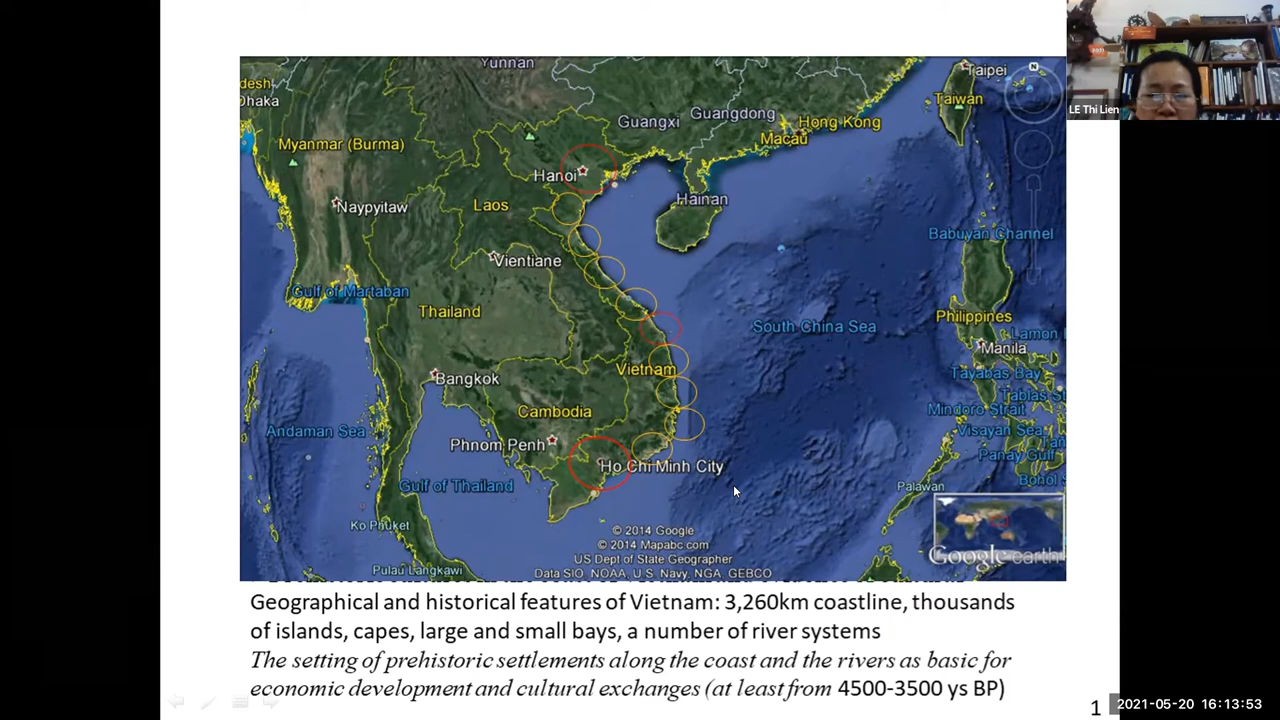 Yunnan
desh
Dhaka
Taipei
Taiwan
Guangdong
Guangxi
Hong Kong
Macau
Myanmar (Burma)
Hanoi
LE Thi Lien
N
Laos
Hainan
Naypyitaw
Babuyan Channel
Vientiane
Gulf of Martaban
Thailand
South China Sea
Philippines
Lamon
Manila
Vietnam
Tayabas Bay
Bangkok
Tablas St
Cambodia
Mindoro Strait
Andaman Sea
Visayan Sea
Phnom Penh
Panay Gulf
Ho Chi Minh City
Bohol S
Gulf of Thailand
Palawan
Ko Phuket
© 2014 Google
© 2014 Mapabc.com
US Dept of State Geographer
Data SIO, NOAA, U.S. Navy, NGA, GEBCO
Pulau Langkawi
Google earth
Geographical and historical features of Vietnam: 3,260km coastline, thousands
of islands, capes, large and small bays, a number of river systems
The setting of prehistoric settlements along the coast and the rivers as basic for
economic development and cultural exchanges (at least from 4500-3500 ys BP)
1
2021-05-20 16:13:53